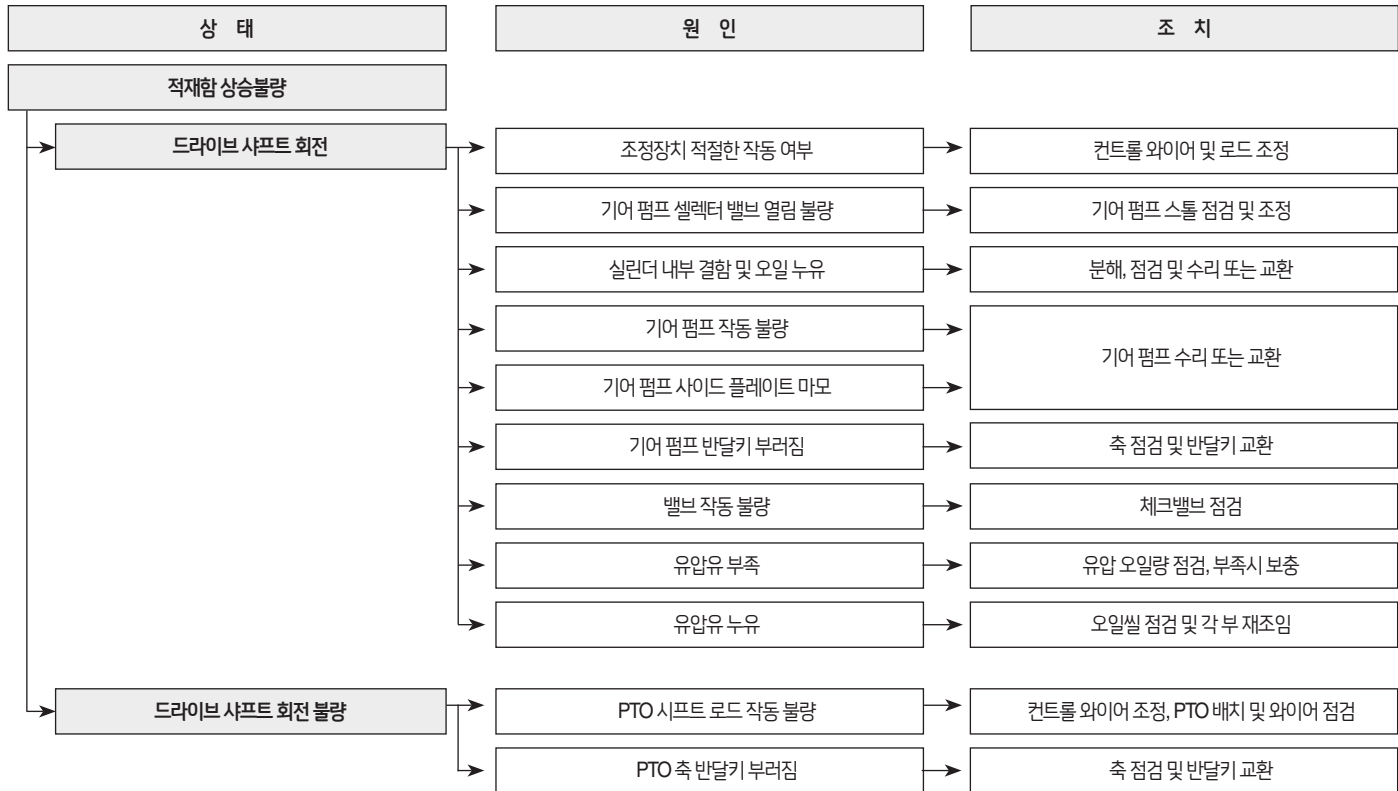 상 태 원 인 조 치
적재함 상승불량
드라이브 샤프트 회전 조정장치 적절한 작동 여부 컨트롤 와이어 및 로드 조정
기어 펌프 셀렉터 밸브 열림 불량 기어 펌프 스톨 점검 및 조정
실린더 내부 결함 및 오일 누유 분해, 점검 및 수리 또는 교환
기어 펌프 작동 불량
기어 펌프 수리 또는 교환
기어 펌프 사이드 플레이트 마모
기어 펌프 반달키 부러짐 축 점검 및 반달키 교환
밸브 작동 불량 체크밸브 점검
유압유 부족 유압 오일량 점검, 부족시 보충
유압유 누유 오일씰 점검 및 각 부 재조임
드라이브 샤프트 회전 불량 PTO 시프트 로드 작동 불량 컨트롤 와이어 조정, PTO 배치 및 와이어 점검
PTO 축 반달키 부러짐 축 점검 및 반달키 교환